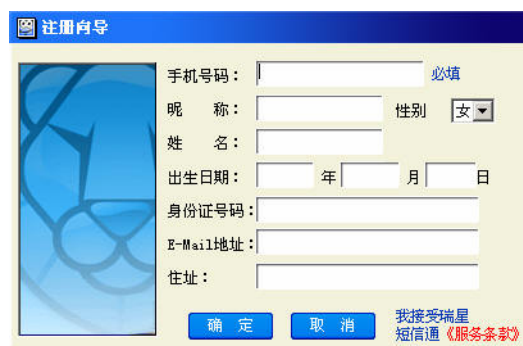 注册向导
手机号码： 必填
昵 称： 性别 女
姓 名：
出生日期： 年 月 日
身份证号码：
E-Mail地址：
住址：
确 定 取 消 我接受瑞星
短信通《服务条款》